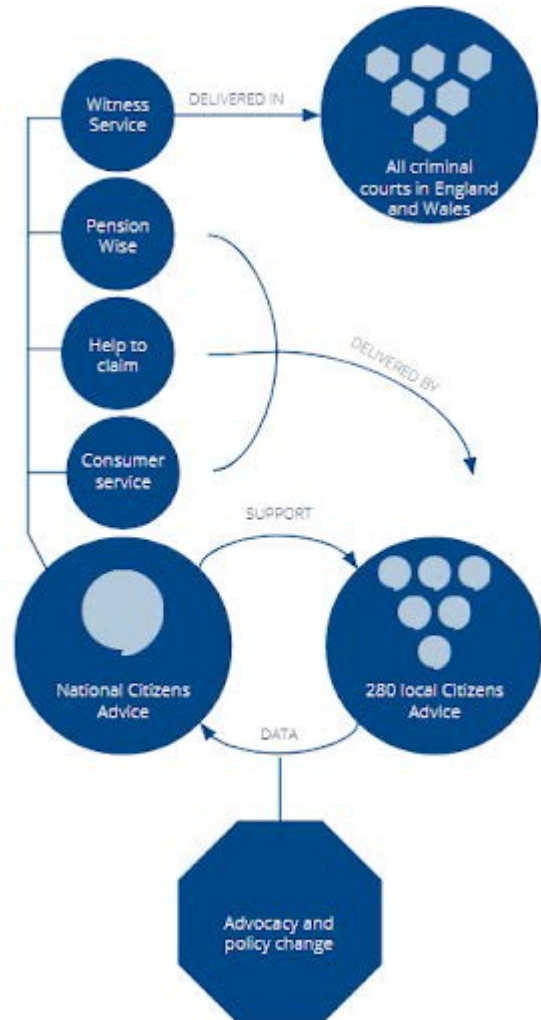 Witness
Service
DELIVERED IN
All criminal
courts in England
and Wales
Pension
Wise
Help to
claim
DELIVERED BY
Consumer
service
SUPPORT
National Citizens
Advice
280 local Citizens
Advice
DATA
Advocacy and
policy change